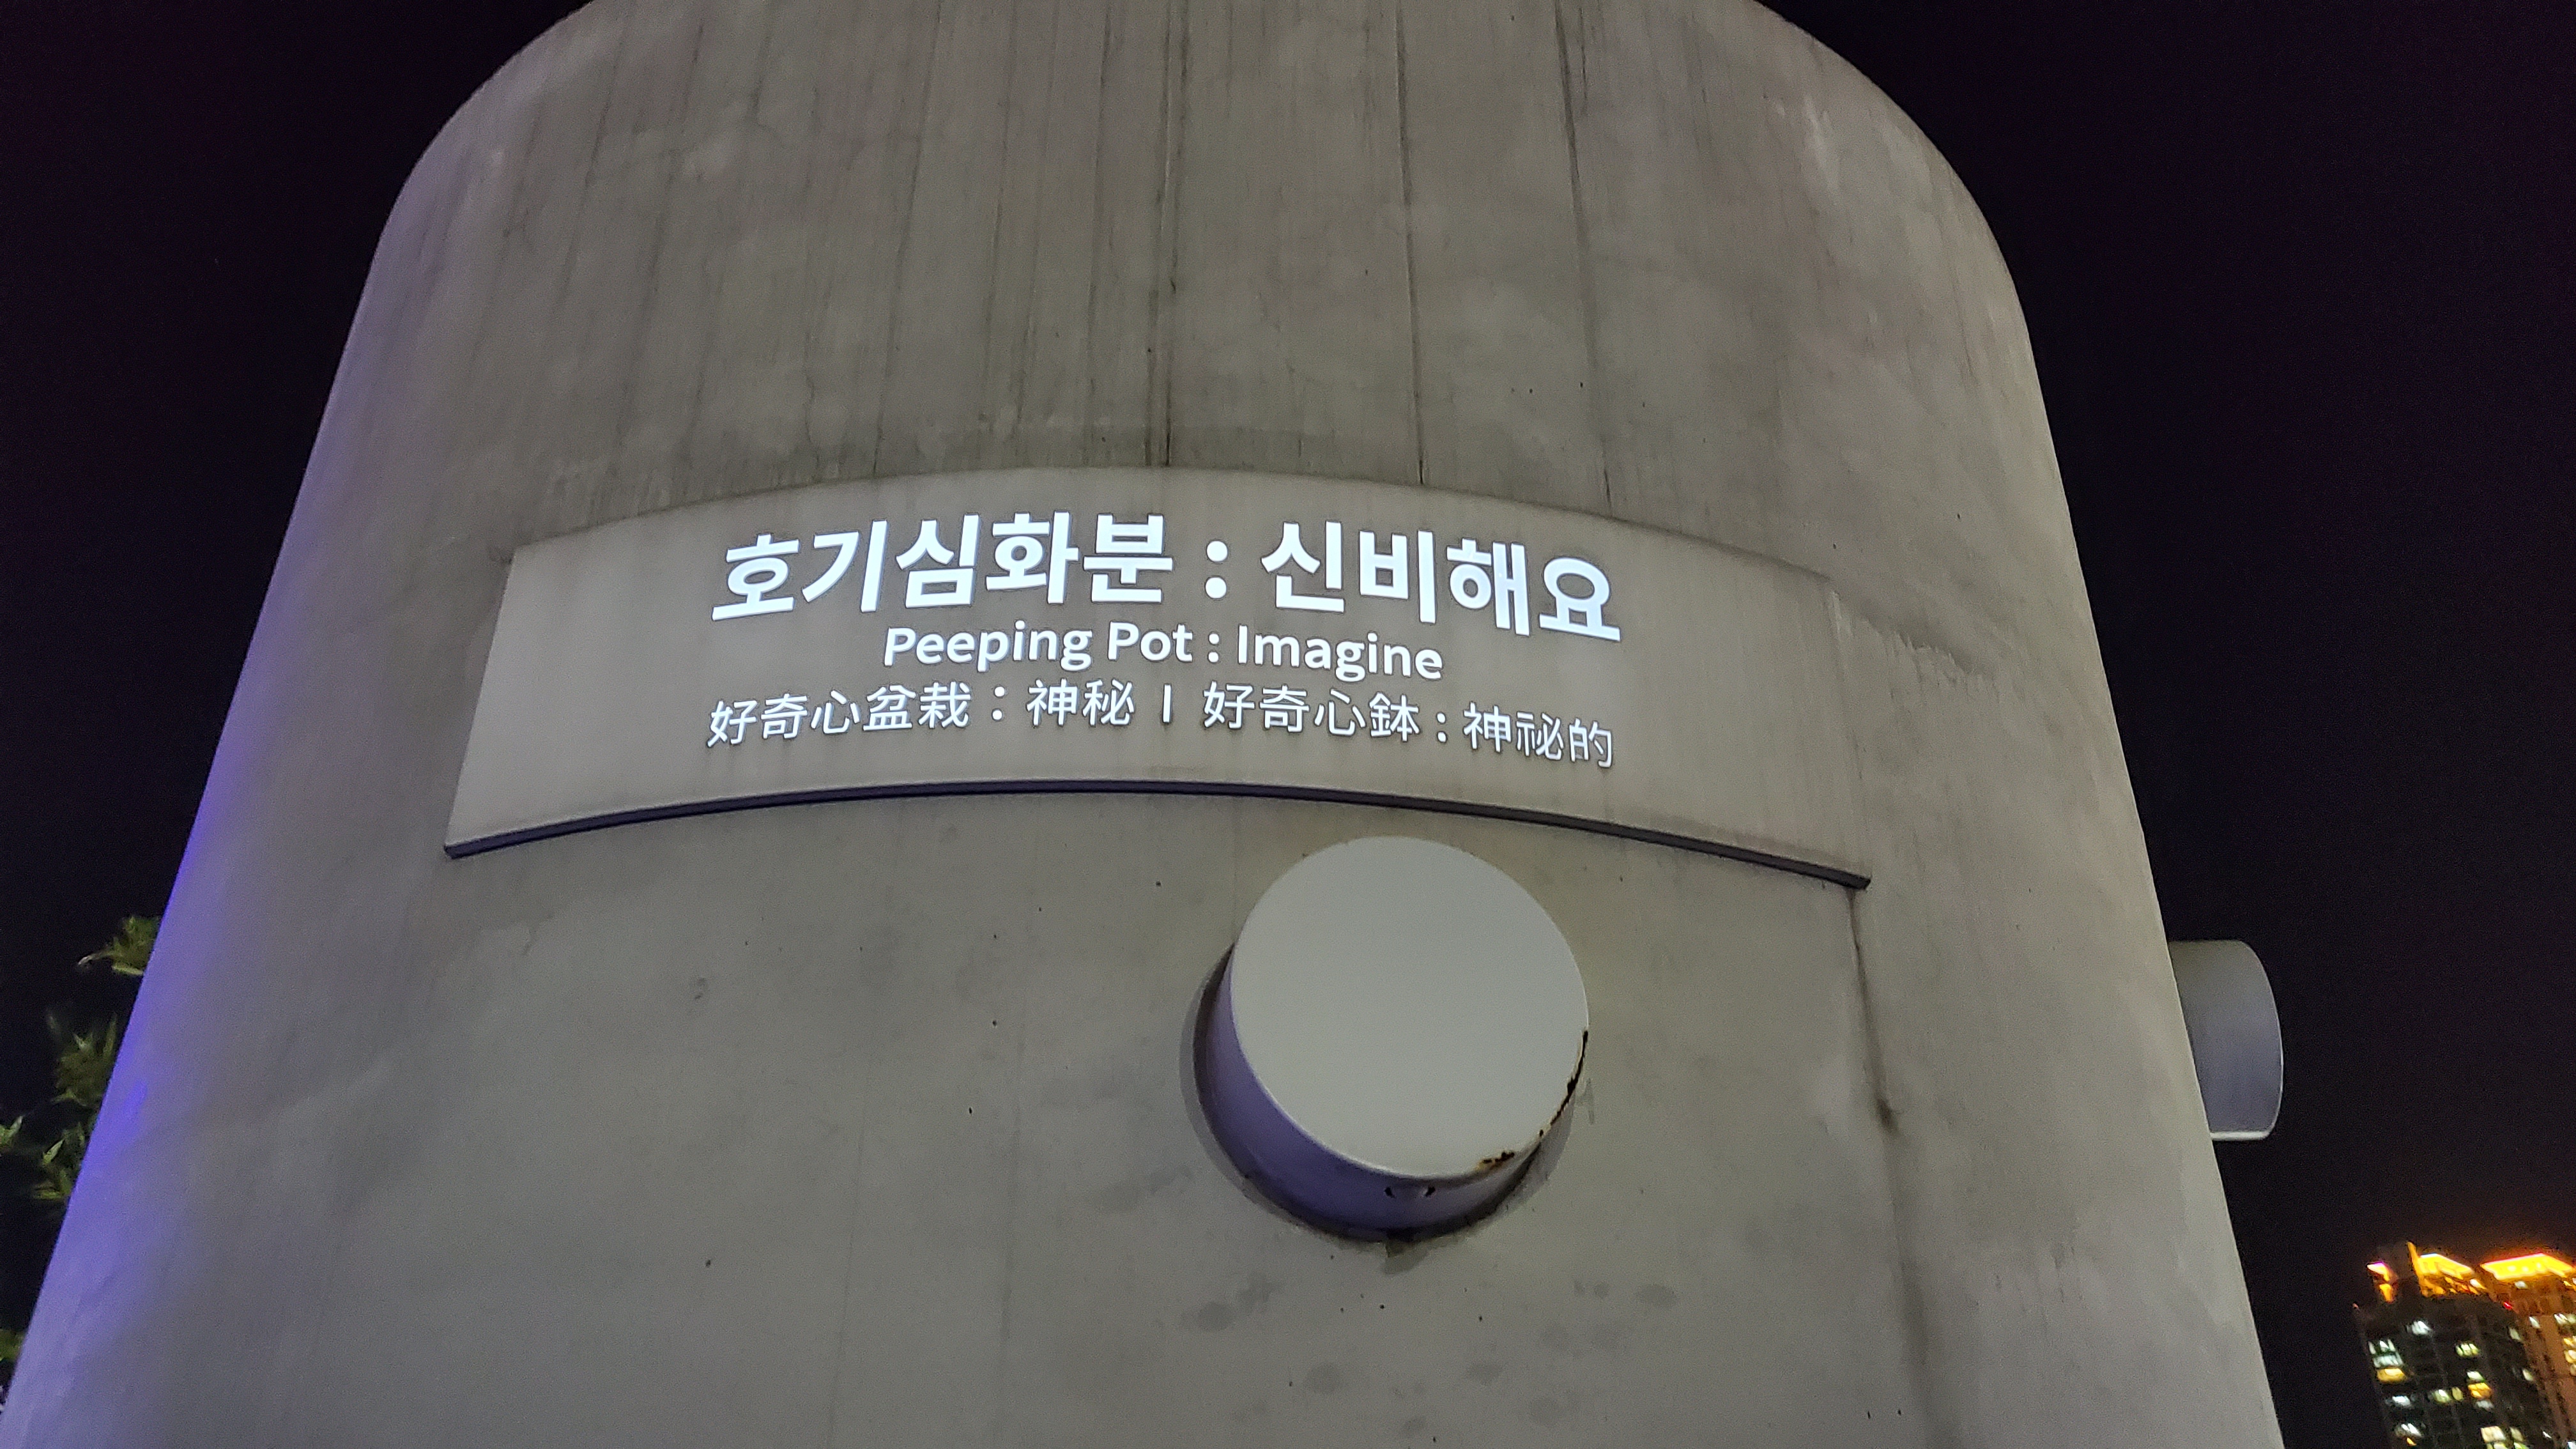 호기심화분 : 신비해요
Peeping Pot : Imagine
好奇心盆栽：神秘 l 好奇心鉢 : 神祕的